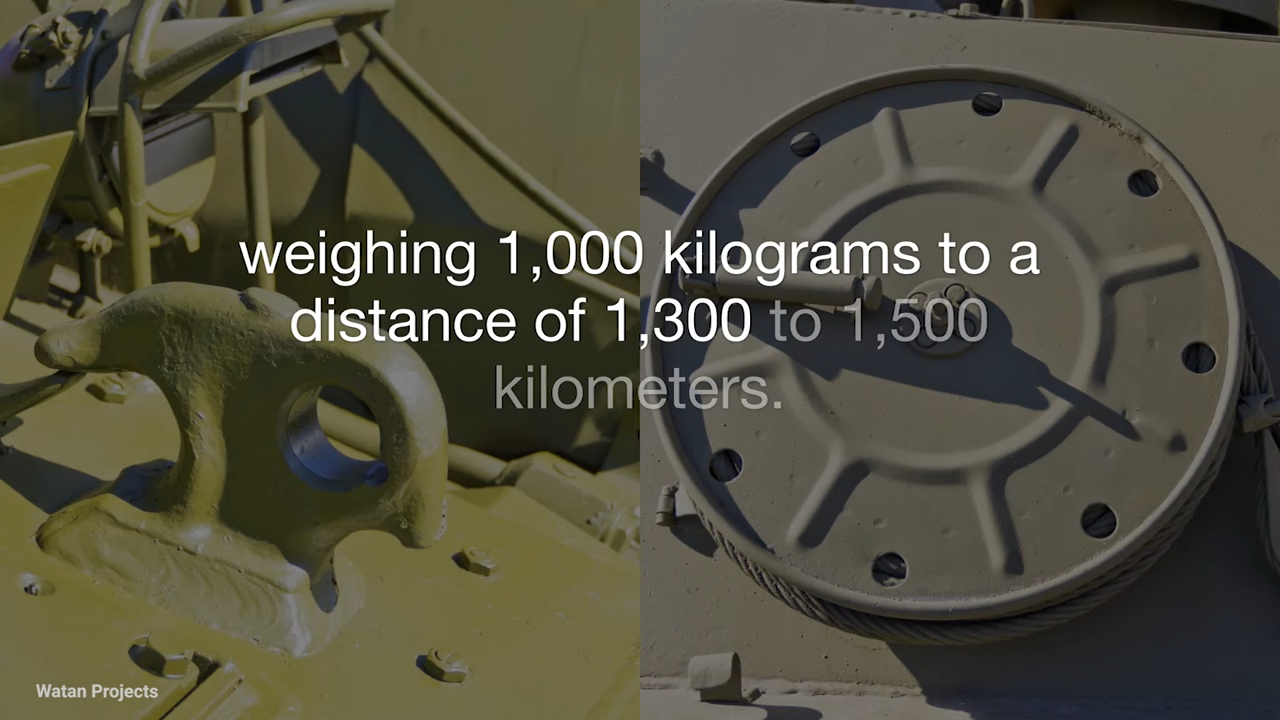 weighing 1,000 kilograms to a
distance of 1,300 to 1,500
kilometers.
Watan Projects